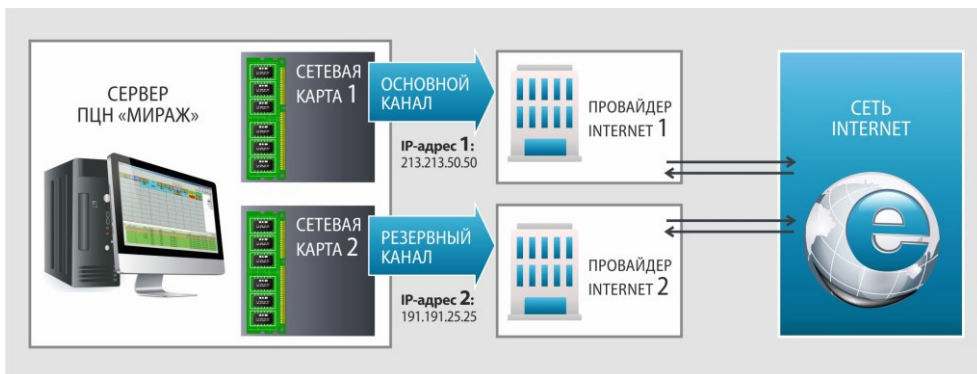 СЕРВЕР
ПЦН «МИРАЖ»
СЕТЕВАЯ
КАРТА 1
ОСНОВНОЙ
КАНАЛ
IP-адрес 1:
213.213.50.50
ПРОВАЙДЕР
INTERNET 1
СЕТЬ
INTERNET
СЕТЕВАЯ
КАРТА 2
РЕЗЕРВНЫЙ
КАНАЛ
IP-адрес 2:
191.191.25.25
ПРОВАЙДЕР
INTERNET 2